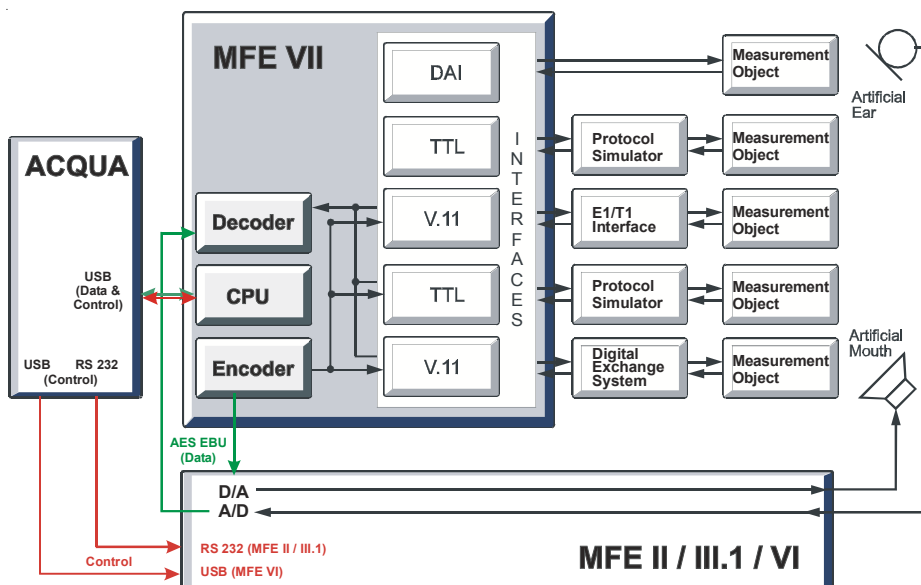 MFE VII
DAI
TTL
V.11
TTL
V.11
INTERFACES
Decoder
CPU
Encoder
ACQUA
USB
(Data &
Control)
USB RS 232
(Control)
Measurement
Object
Artificial
Ear
Protocol
Simulator
Measurement
Object
E1/T1
Interface
Measurement
Object
Protocol
Simulator
Measurement
Object
Digital
Exchange
System
Measurement
Object
Artificial
Mouth
AES EBU
(Data)
D/A
A/D
Control
RS 232 (MFE II / III.1)
USB (MFE VI)
MFE II / III.1 / VI